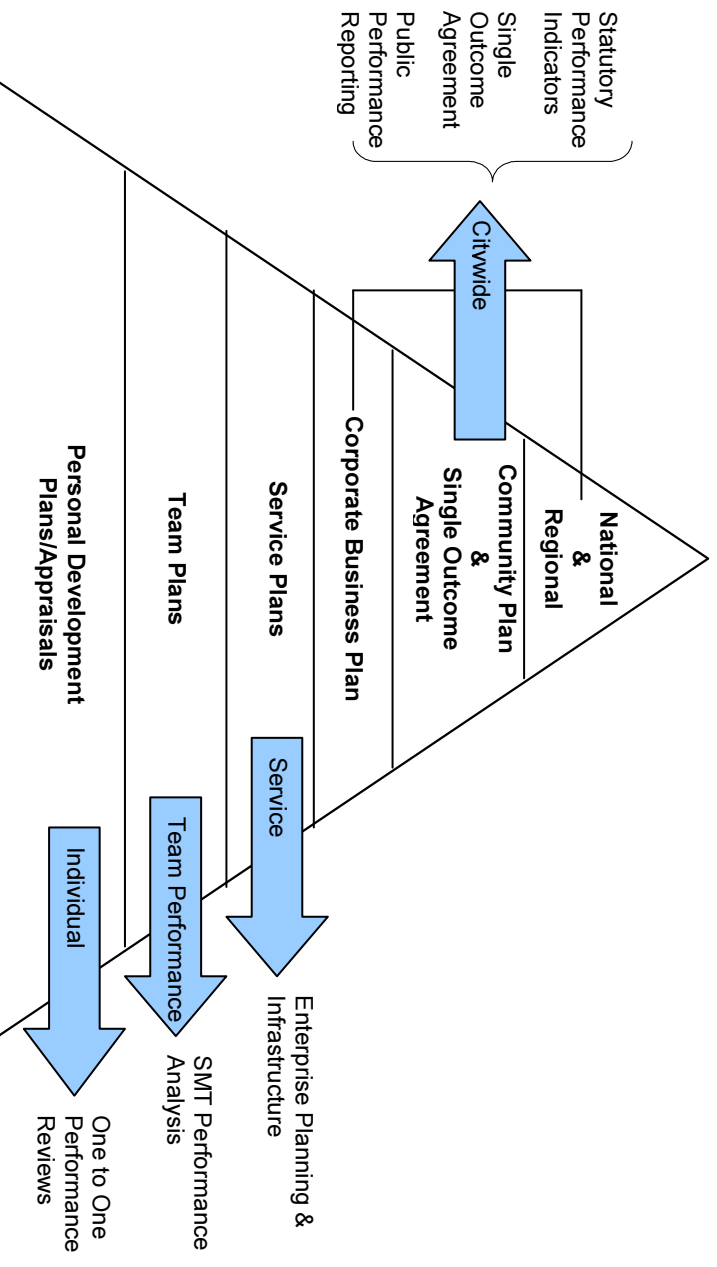 Statutory
Performance
Indicators
Single
Outcome
Agreement
Public
Performance
Reporting
Citywide
National
&
Regional
Community Plan
&
Single Outcome
Agreement
Corporate Business Plan
Service Plans
Service
Enterprise Planning &
Infrastructure
Team Plans
Team Performance
SMT Performance
Analysis
Personal Development
Plans/Appraisals
Individual
One to One
Performance
Reviews